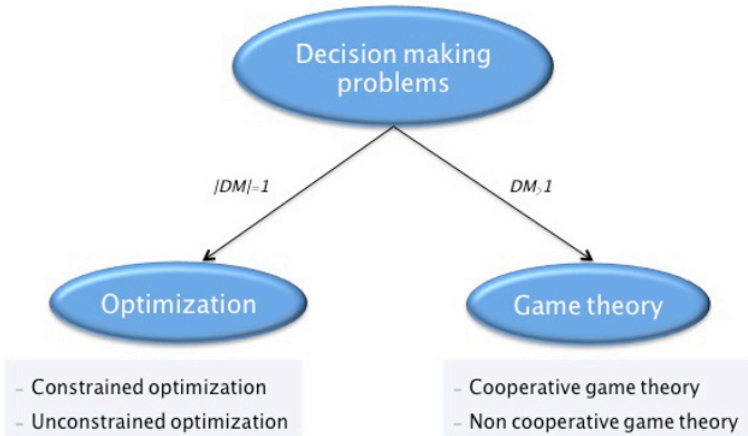 Decision making
problems
|DM|=1
DM>1
Optimization
Game theory
- Constrained optimization
- Unconstrained optimization
- Cooperative game theory
- Non cooperative game theory